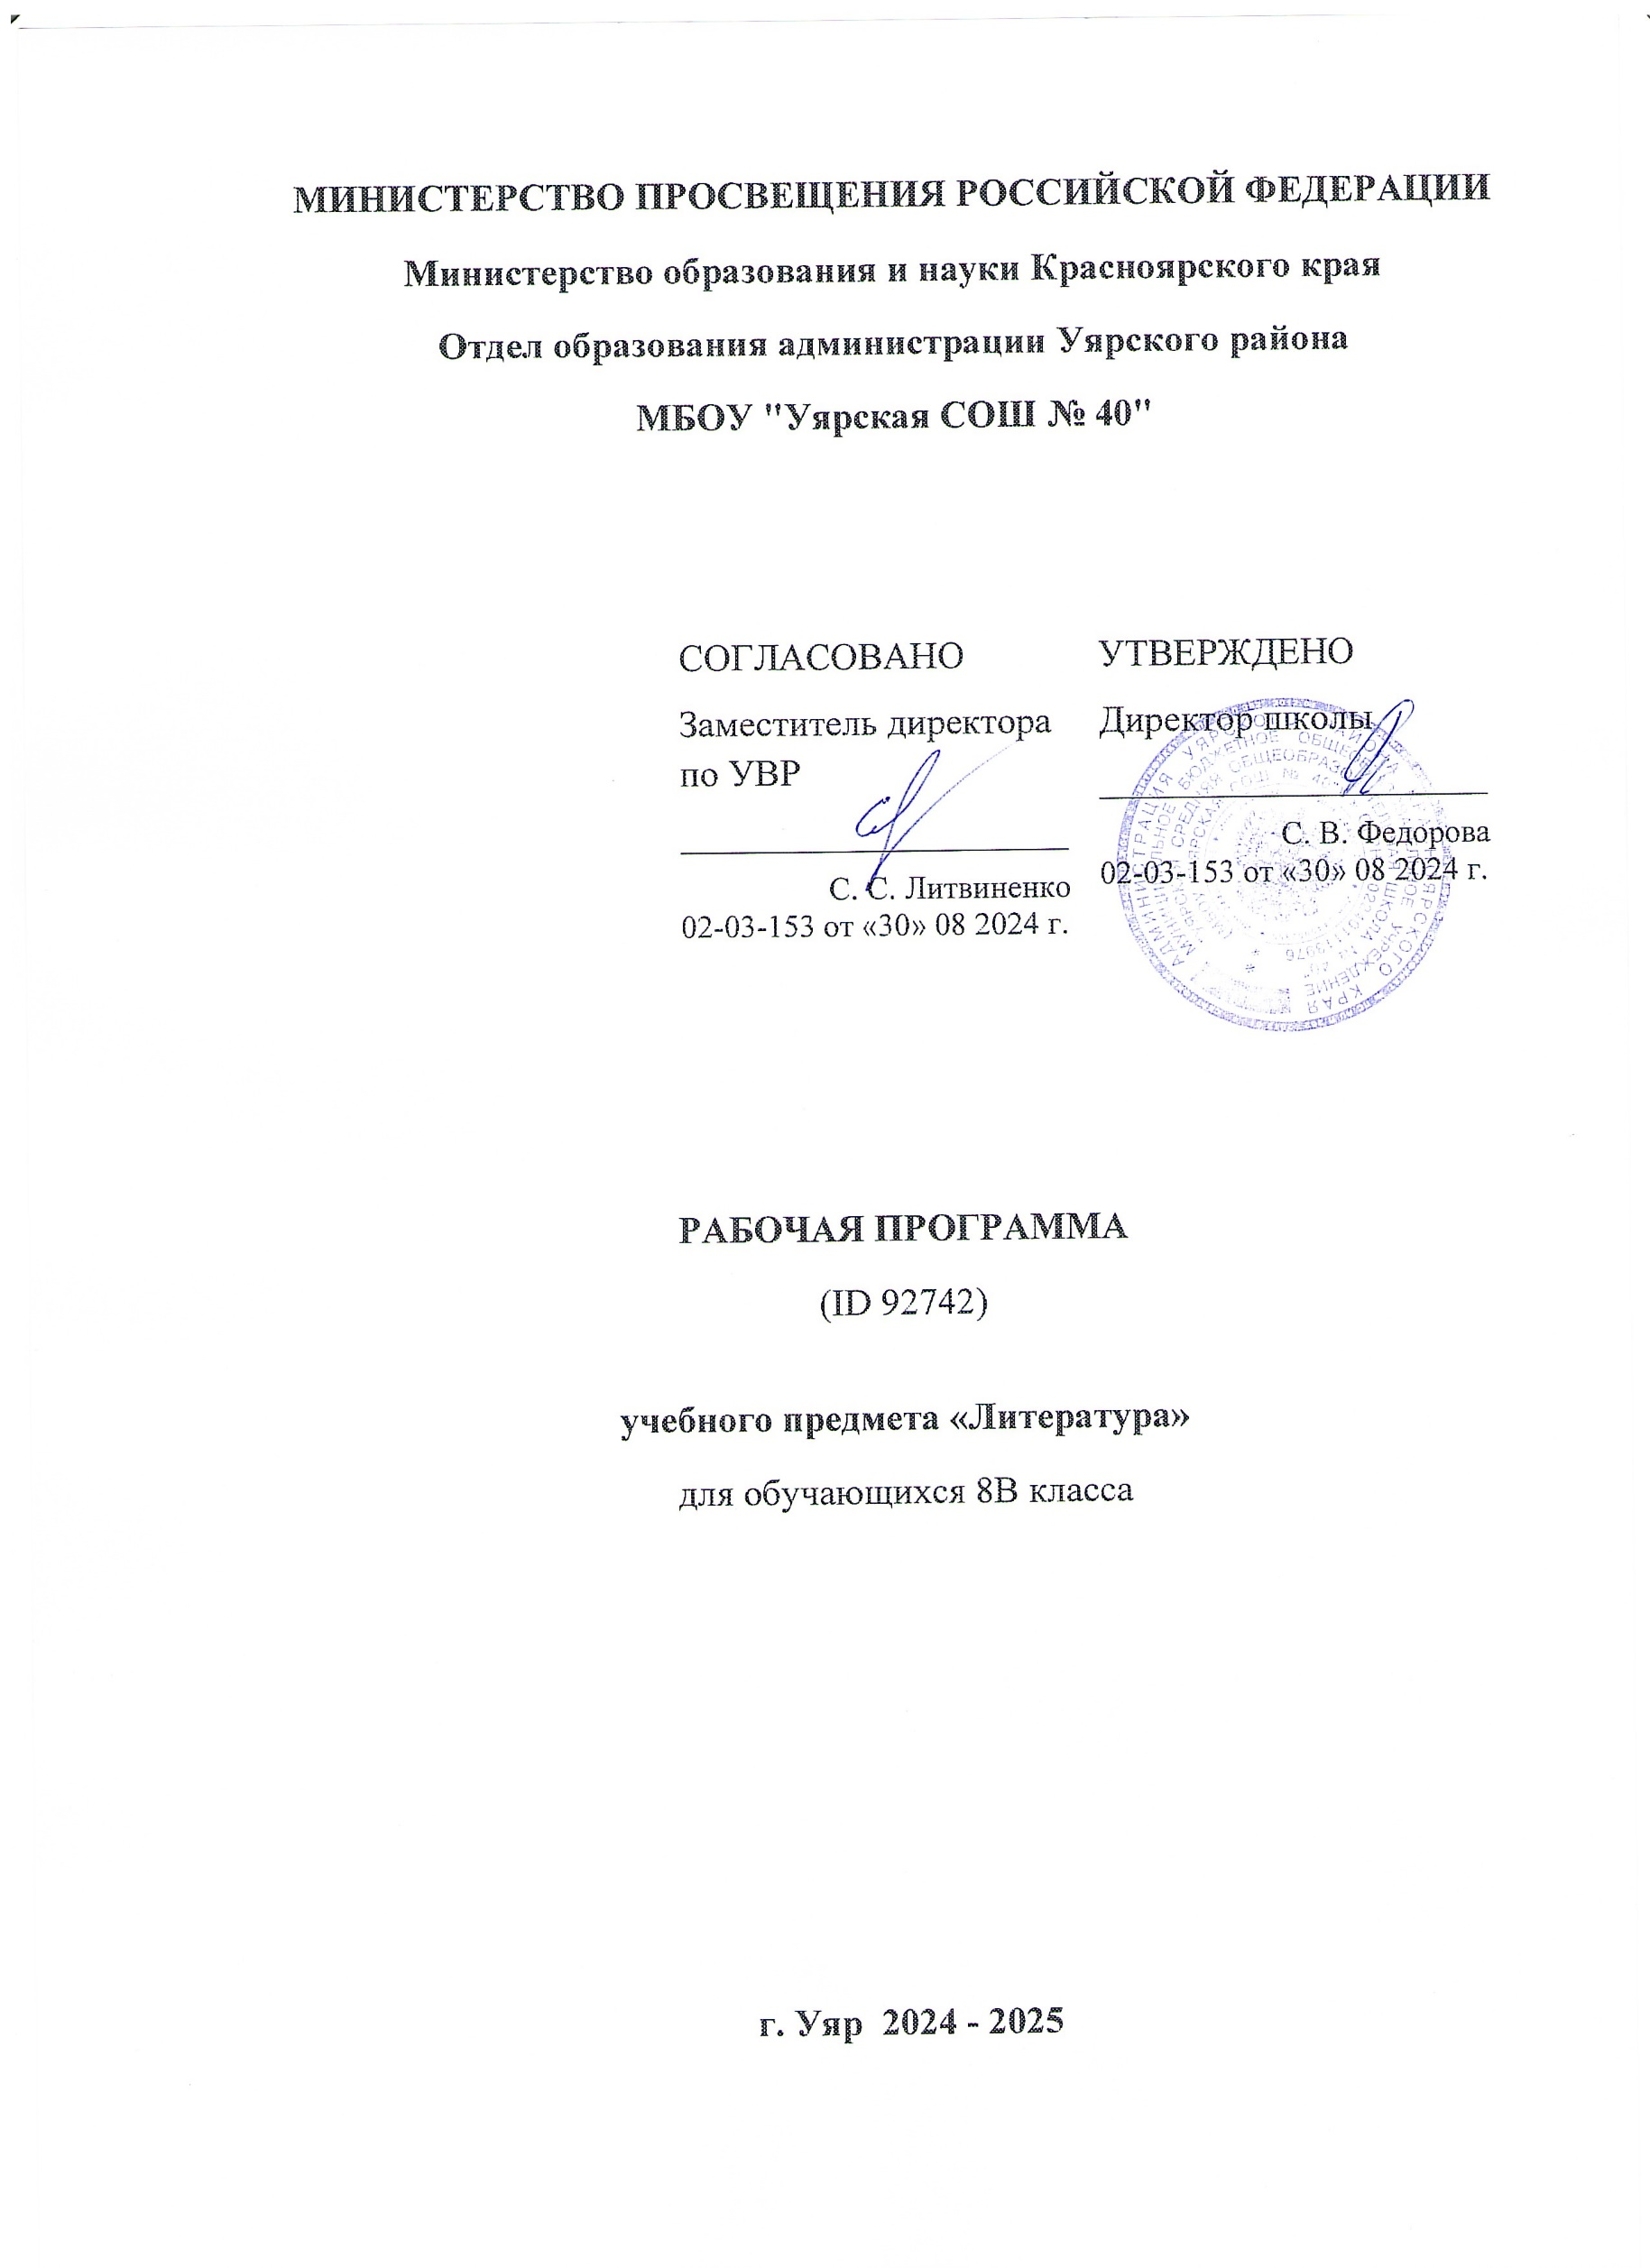 МИНИСТЕРСТВО ПРОСВЕЩЕНИЯ РОССИЙСКОЙ ФЕДЕРАЦИИ
Министерство образования и науки Красноярского края
Отдел образования администрации Уярского района
МБОУ "Уярская СОШ № 40"
СОГЛАСОВАНО
Заместитель директора
по УВР
С. С. Литвиненко
02-03-153 от «30» 08 2024 г.
УТВЕРЖДЕНО
Директор школы
С. В. Федорова
02-03-153 от «30» 08 2024 г.
РАБОЧАЯ ПРОГРАММА
(ID 92742)
учебного предмета «Литература»
для обучающихся 8В класса
г. Уяр 2024 - 2025